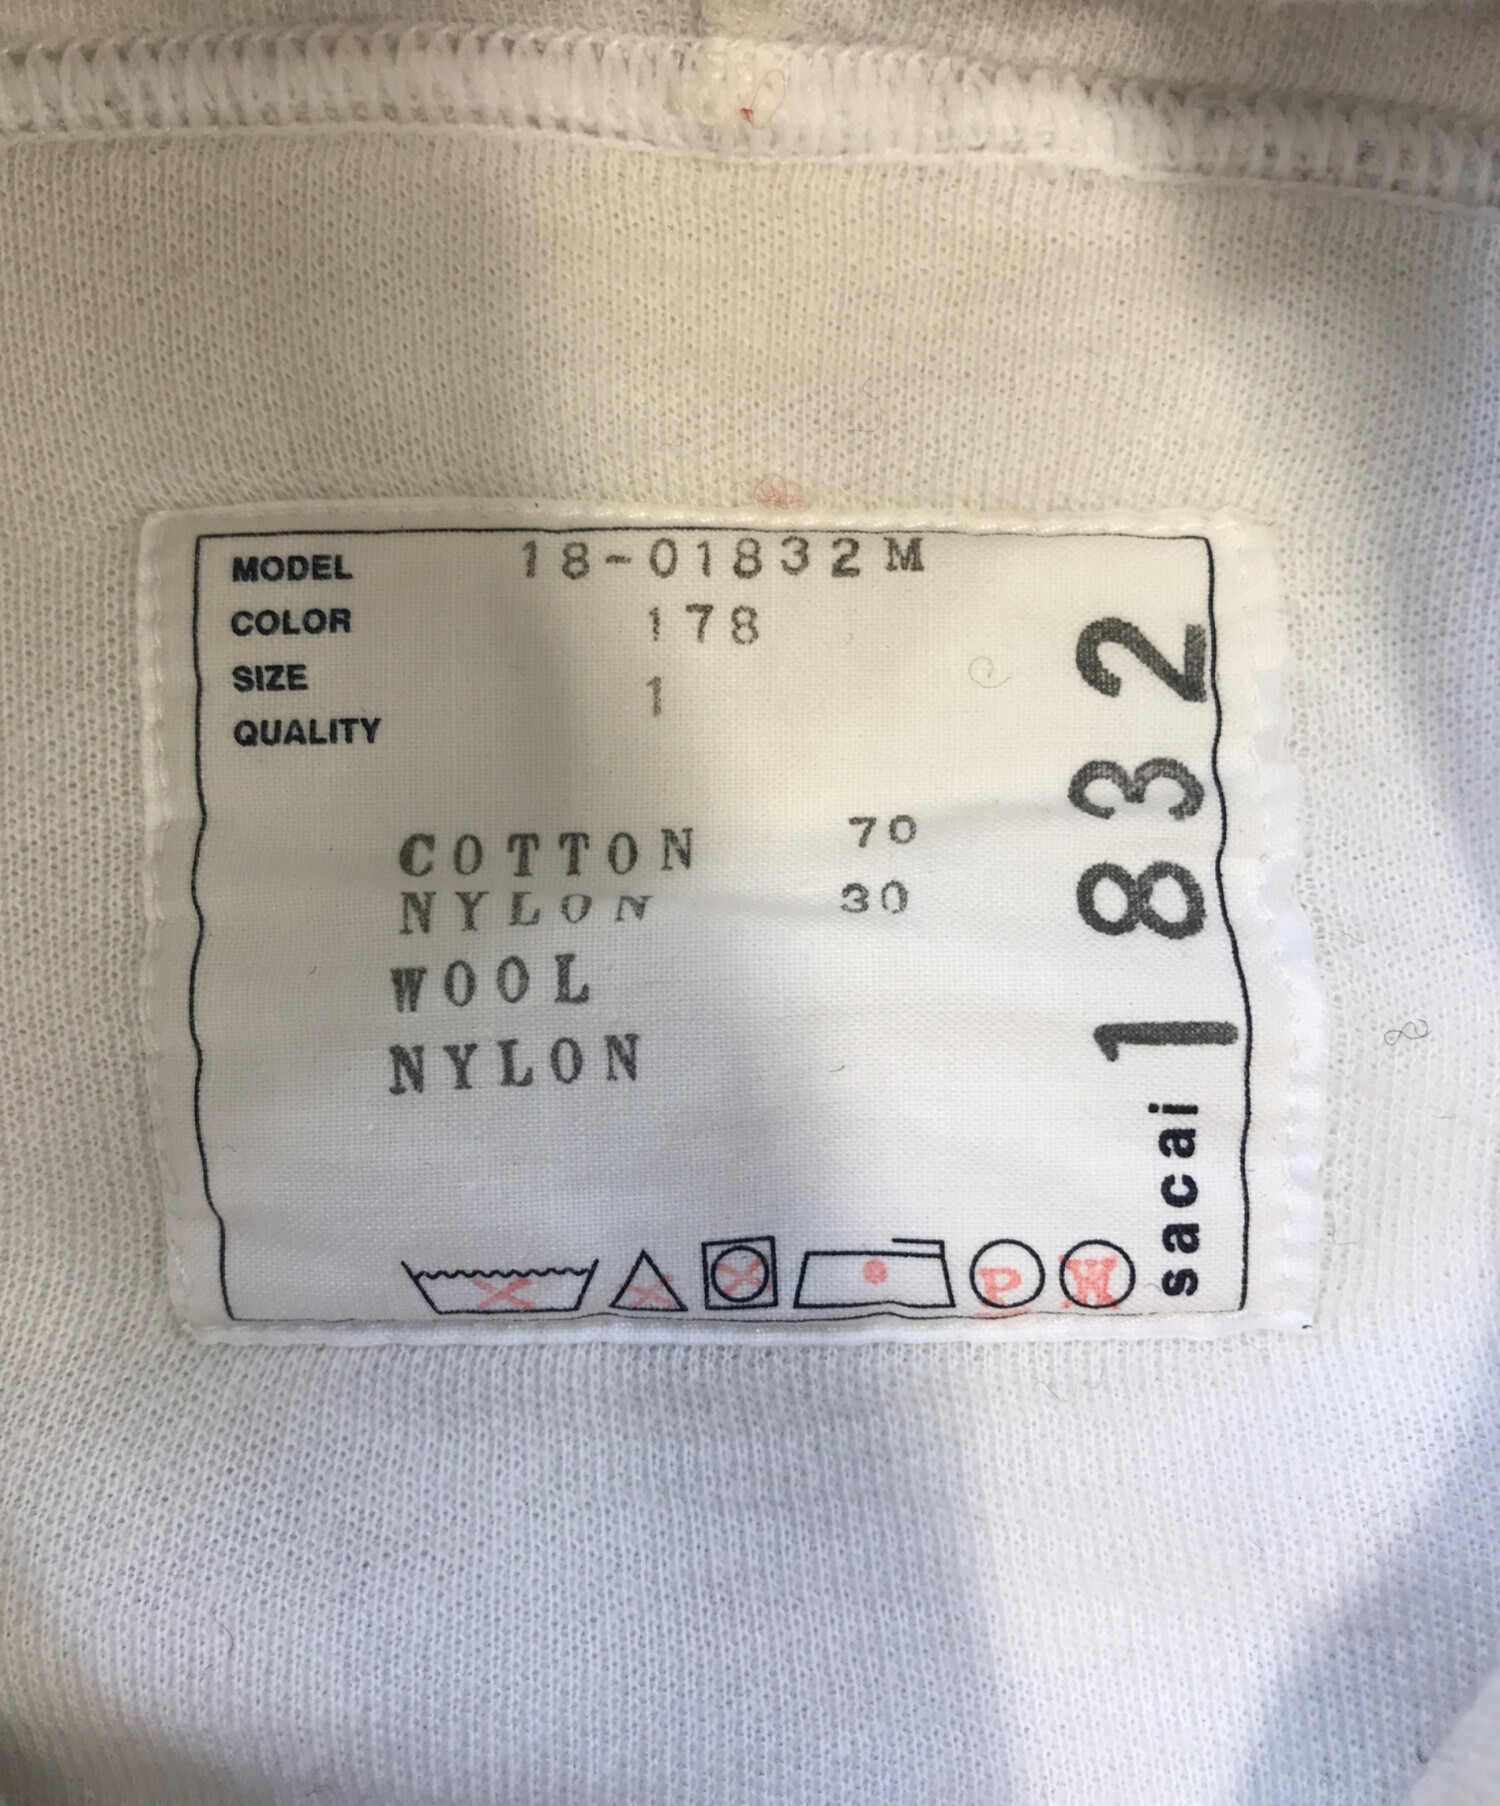 MODEL 18-01832M
COLOR 178
SIZE 1
QUALITY
COTTON 70
NYLON 30
WOOL
NYLON
P W
sacai 1832